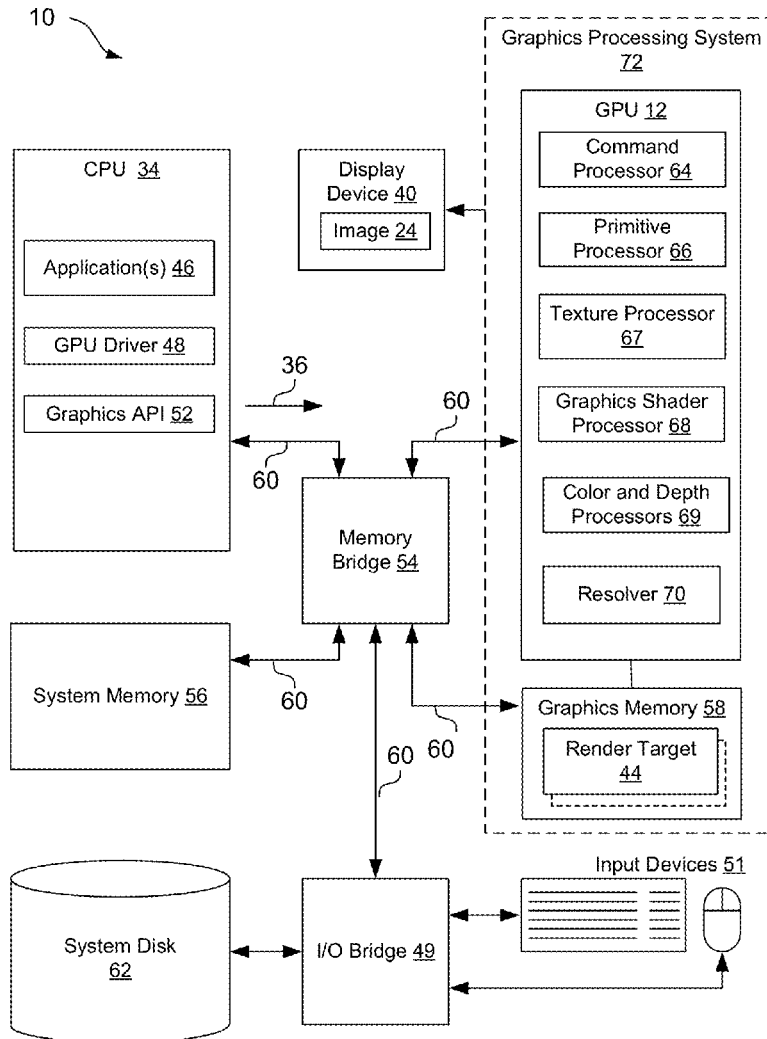 10
Graphics Processing System
72
GPU 12
Command
Processor 64
Primitive
Processor 66
Texture Processor
67
Graphics Shader
Processor 68
Color and Depth
Processors 69
Resolver 70
CPU 34
Application(s) 46
GPU Driver 48
Graphics API 52
Display
Device 40
Image 24
36
60
60
Memory
Bridge 54
System Memory 56
60
60
Graphics Memory 58
Render Target
44
60
System Disk
62
I/O Bridge 49
Input Devices 51